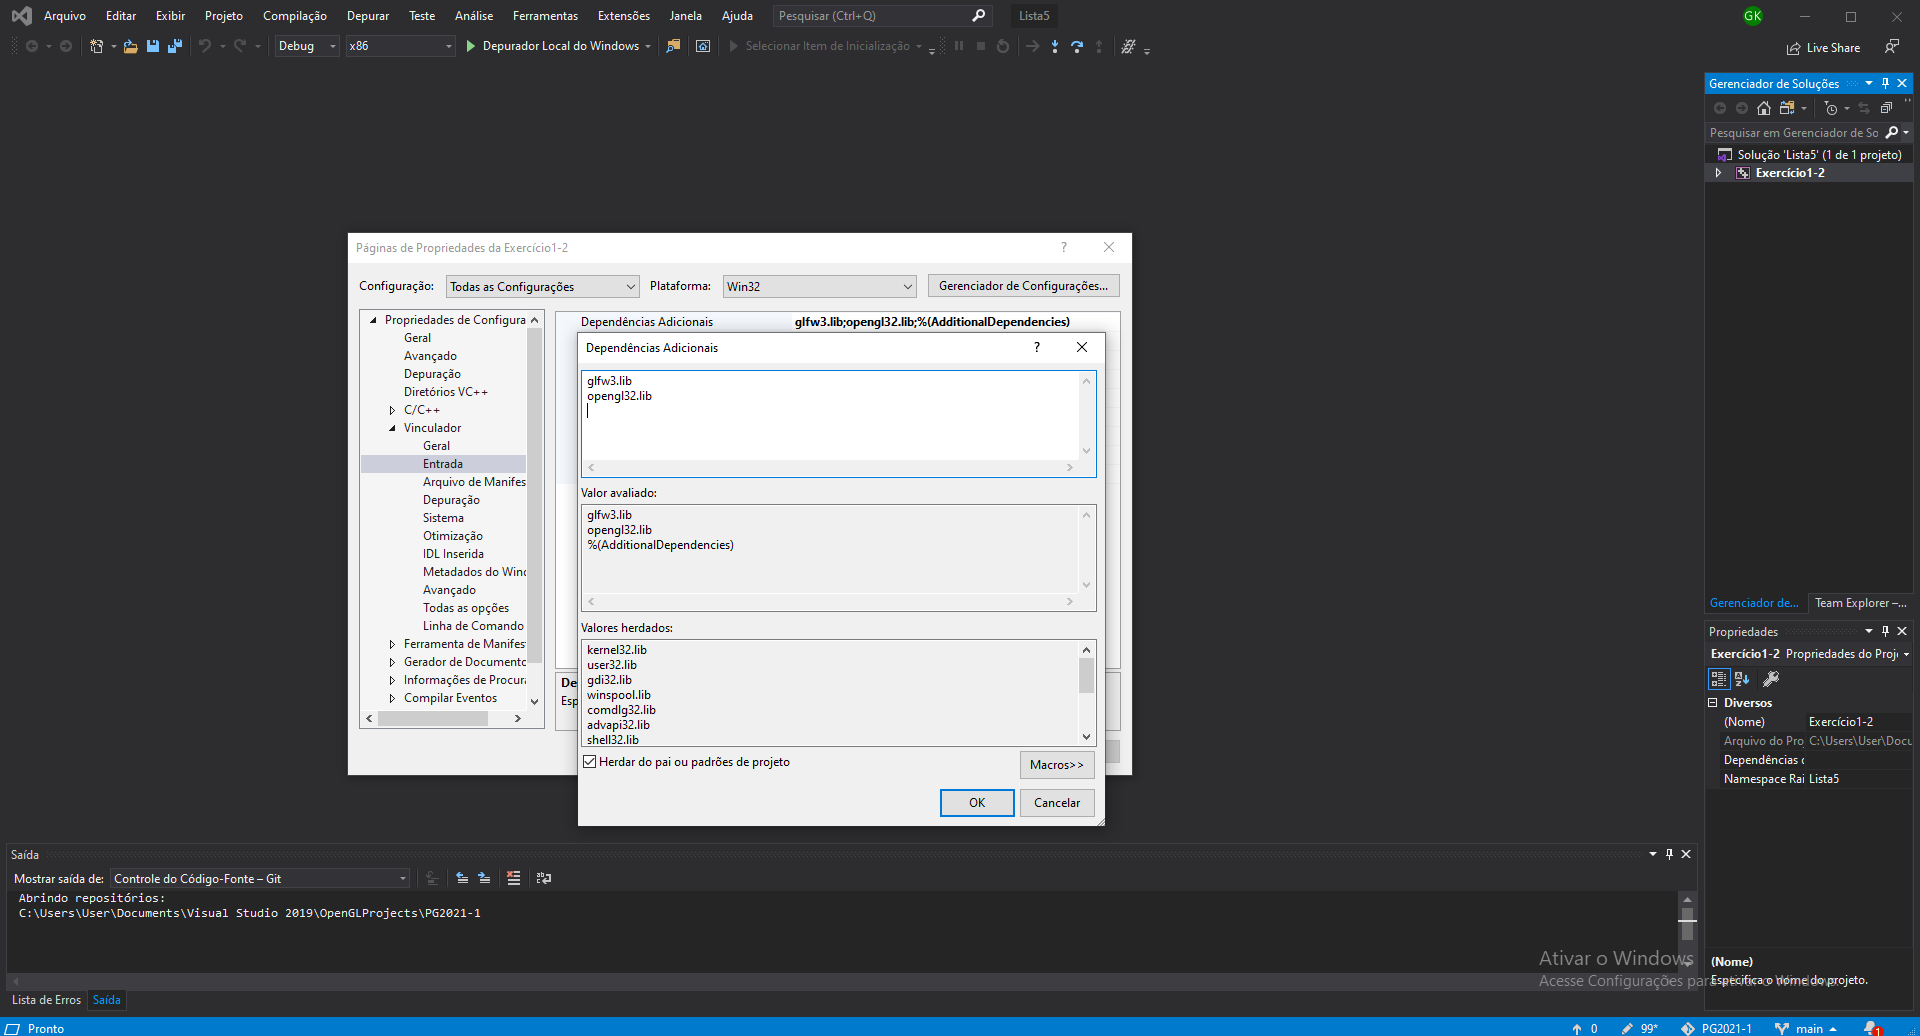 Arquivo Editar Exibir Projeto Compilação Depurar Teste Análise Ferramentas Extensões Janela Ajuda Pesquisar (Ctrl+Q) Lista5 GK
Debug x86 Depurador Local do Windows Selecionar Item de Inicialização Live Share
Gerenciador de Soluções
Pesquisar em Gerenciador de So
Solução 'Lista5' (1 de 1 projeto)
Exercício1-2
Páginas de Propriedades da Exercício1-2 ?
Configuração: Todas as Configurações Plataforma: Win32 Gerenciador de Configurações...
Propriedades de Configura
Geral
Avançado
Depuração
Diretórios VC++
C/C++
Vinculador
Geral
Entrada
Arquivo de Manifes
Depuração
Sistema
Otimização
IDL Inserida
Metadados do Winc
Avançado
Todas as opções
Linha de Comando
Ferramenta de Manifes
Gerador de Documento
Informações de Procura
Compilar Eventos
Dependências Adicionais glfw3.lib;opengl32.lib;%(AdditionalDependencies)
De
Esp
Dependências Adicionais ?
glfw3.lib
opengl32.lib
Valor avaliado:
glfw3.lib
opengl32.lib
%(AdditionalDependencies)
Valores herdados:
kernel32.lib
user32.lib
gdi32.lib
winspool.lib
comdlg32.lib
advapi32.lib
shell32.lib
Herdar do pai ou padrões de projeto
Macros>>
OK Cancelar
Gerenciador de... Team Explorer –...
Propriedades
Exercício1-2 Propriedades do Proje
Diversos
(Nome) Exercício1-2
Arquivo do Proj C:\Users\User\Docu
Dependências d
Namespace Rai Lista5
(Nome)
Especifica o nome do projeto.
Saída
Mostrar saída de: Controle do Código-Fonte – Git
Abrindo repositórios:
C:\Users\User\Documents\Visual Studio 2019\OpenGLProjects\PG2021-1
Ativar o Windows
Acesse Configurações para ativar o Windows.
Lista de Erros Saída
Pronto 0 99* PG2021-1 main 1